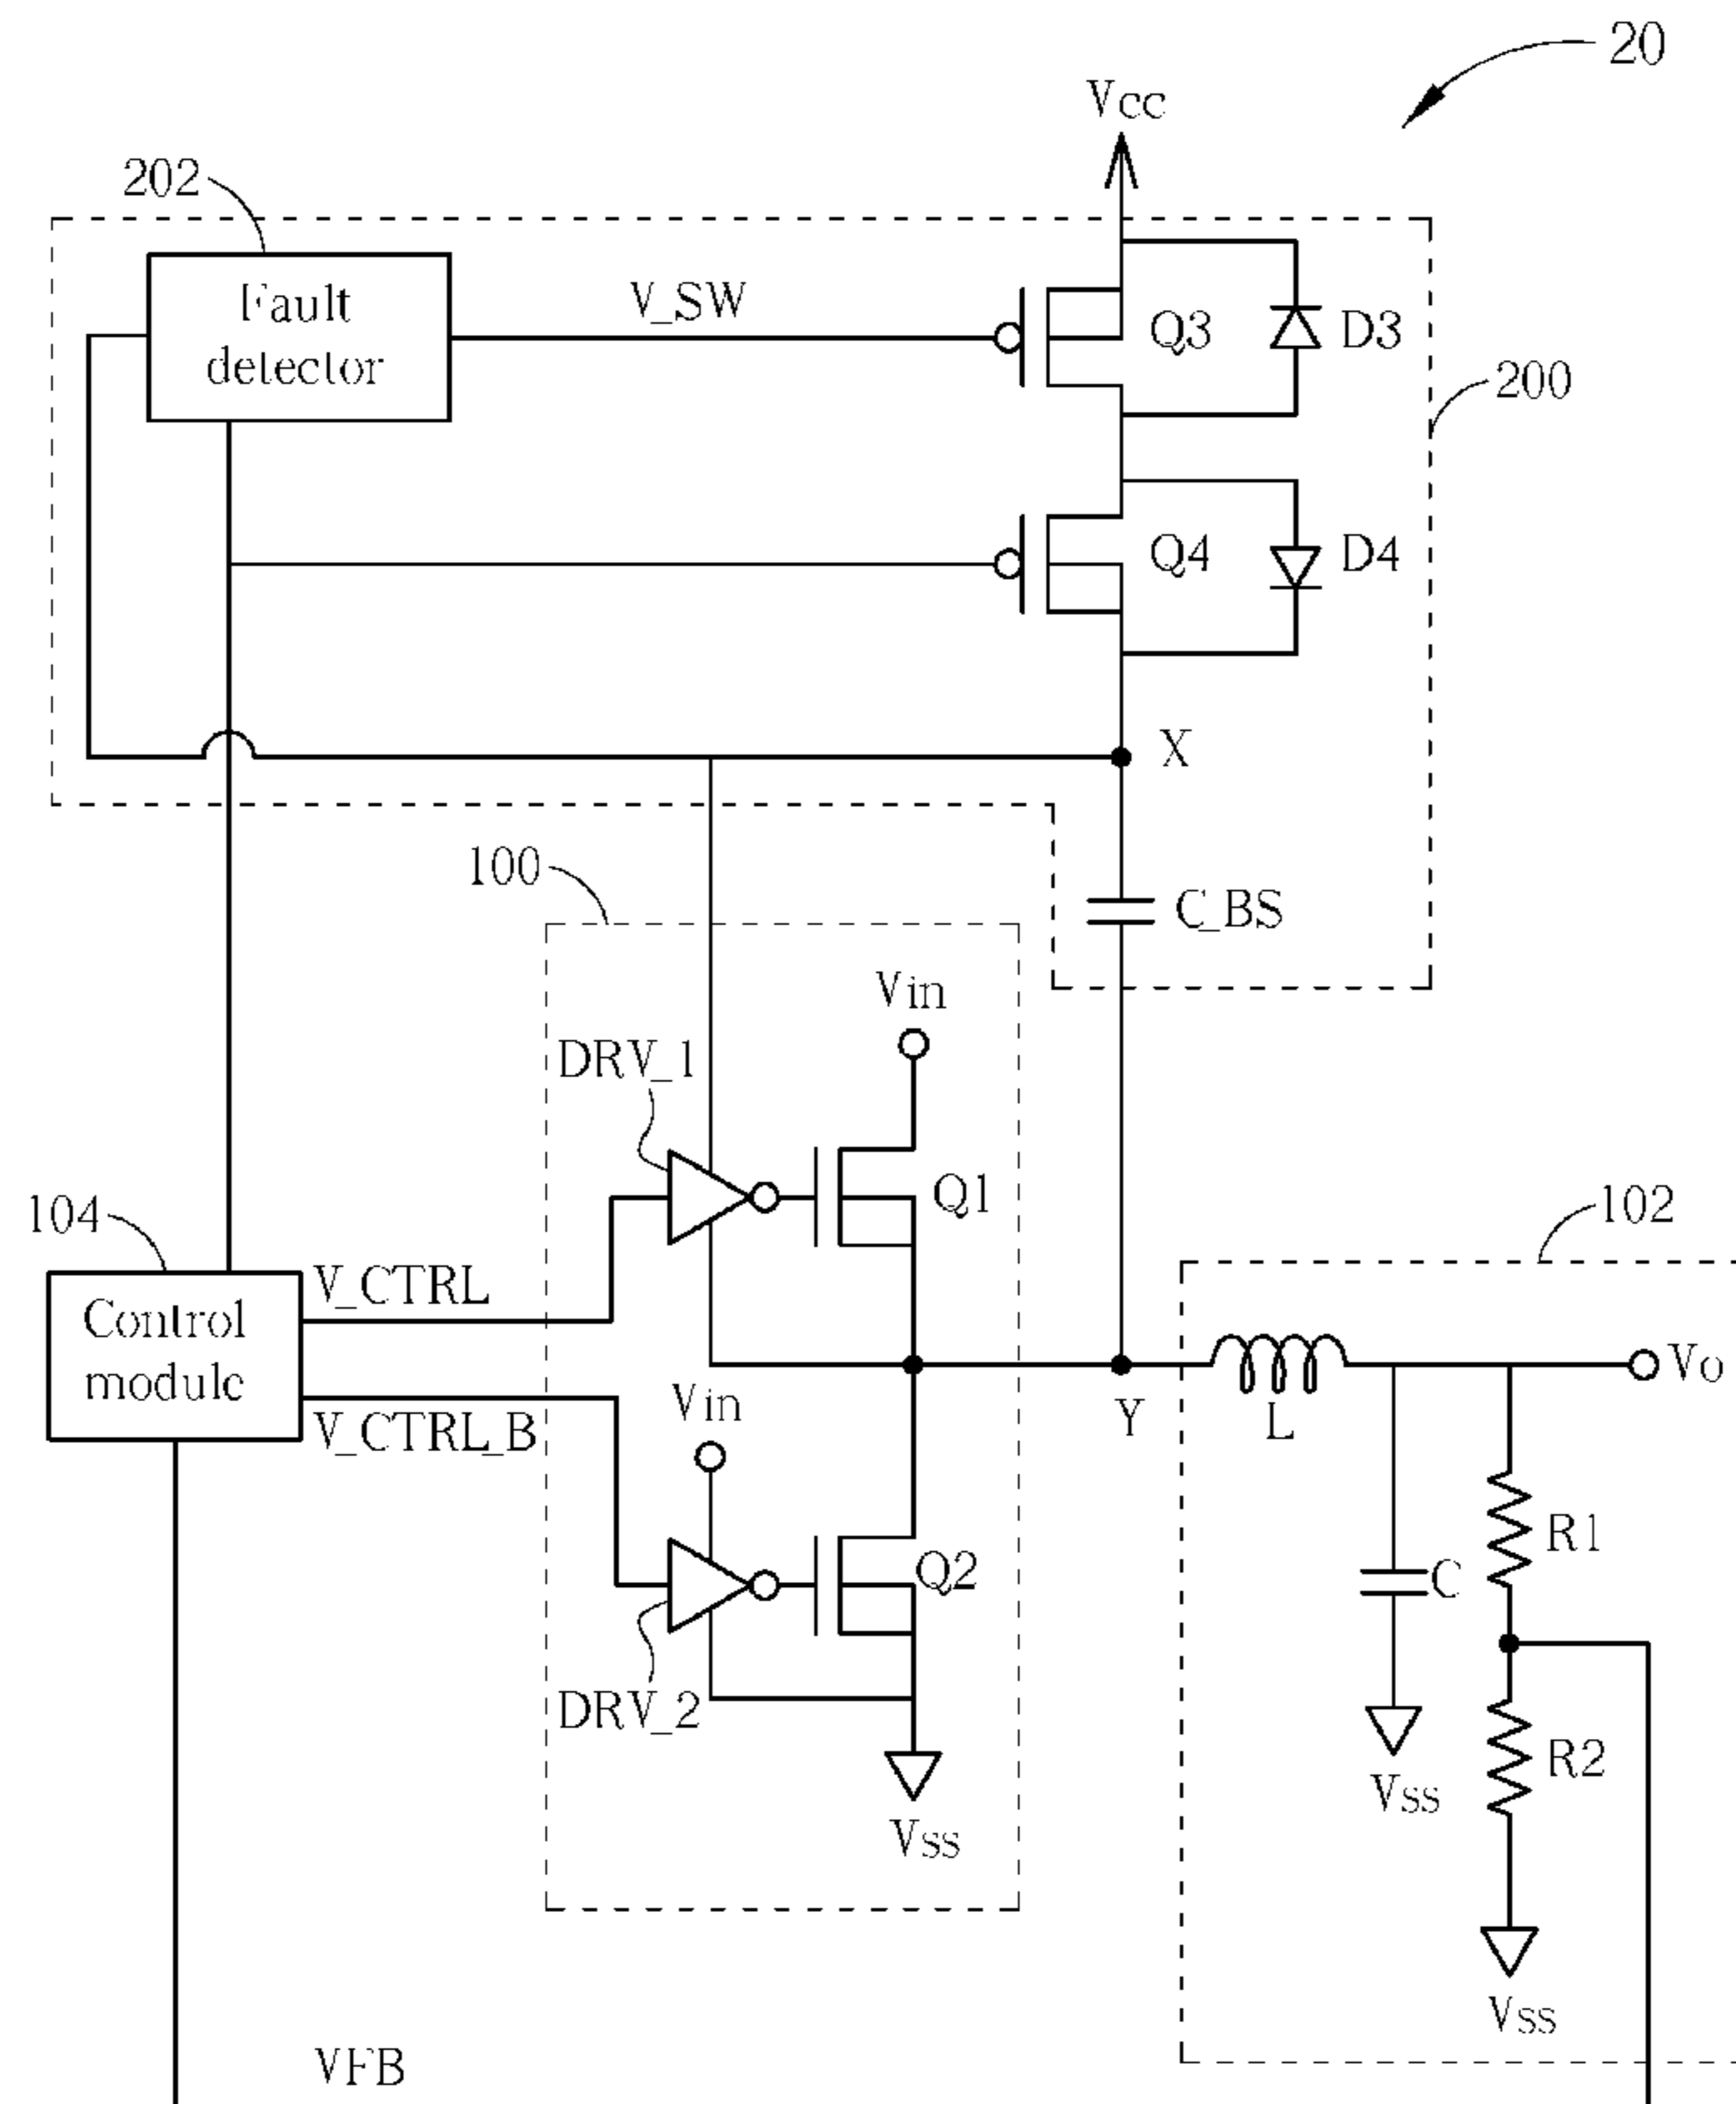 20
Vcc
202
Fault
detector
V_SW
Q3
D3
200
Q4
D4
X
100
C_BS
Vin
DRV_1
Q1
104
102
Control
module
V_CTRL
V_CTRL_B
Vin
Y
L
Vo
Q2
R1
C
DRV_2
R2
Vss
Vss
Vss
VFB